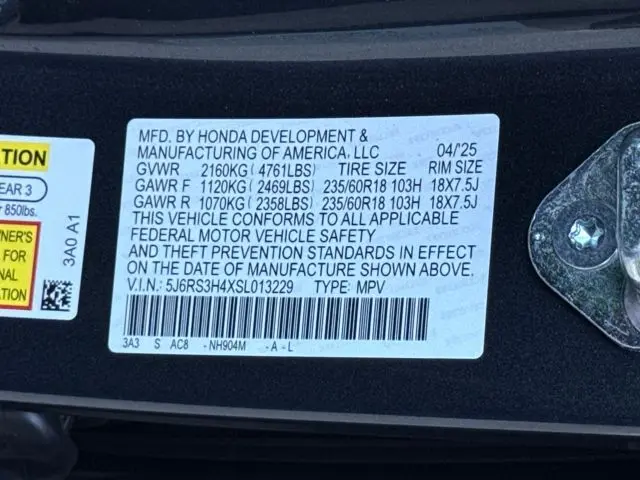 MFD. BY HONDA DEVELOPMENT &
MANUFACTURING OF AMERICA, LLC 04/'25
GVWR 2160KG( 4761LBS) TIRE SIZE RIM SIZE
GAWR F 1120KG( 2469LBS) 235/60R18 103H 18X7.5J
GAWR R 1070KG( 2358LBS) 235/60R18 103H 18X7.5J
THIS VEHICLE CONFORMS TO ALL APPLICABLE
FEDERAL MOTOR VEHICLE SAFETY
AND THEFT PREVENTION STANDARDS IN EFFECT
ON THE DATE OF MANUFACTURE SHOWN ABOVE.
V.I.N.: 5J6RS3H4XSL013229 TYPE: MPV
3A3 S AC8 -NH904M -A-L
EAR 3
850lbs.
NER'S
FOR
NAL
ATION
3A0 A1